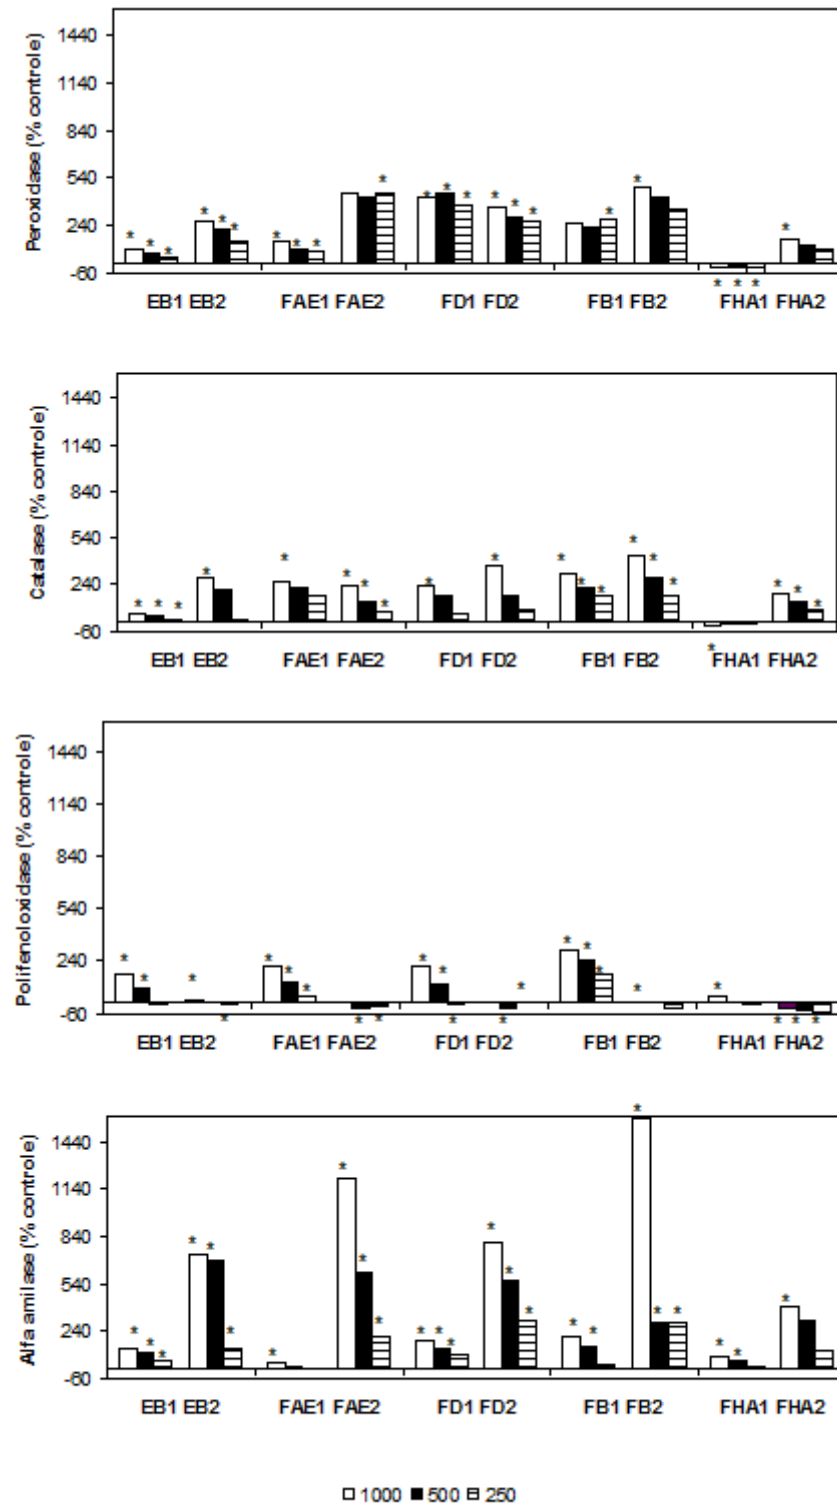 Peroxidase (% controle)
1440
1140
840
540
240
-60
* * * * * * * * * * * * * * * * * * * *
EB1 EB2 FAE1 FAE2 FD1 FD2 FB1 FB2 FHA1 FHA2
Catalase (% controle)
1440
1140
840
540
240
-60
* * * * * * * * * * * * * * * * * * * *
EB1 EB2 FAE1 FAE2 FD1 FD2 FB1 FB2 FHA1 FHA2
Polifenoloxidase (% controle)
1440
1140
840
540
240
-60
* * * * * * * * * * * * * * * * * * * * *
EB1 EB2 FAE1 FAE2 FD1 FD2 FB1 FB2 FHA1 FHA2
Alfa amilase (% controle)
1440
1140
840
540
240
-60
* * * * * * * * * * * * * * * * * * * * * * * *
EB1 EB2 FAE1 FAE2 FD1 FD2 FB1 FB2 FHA1 FHA2
1000 500 250